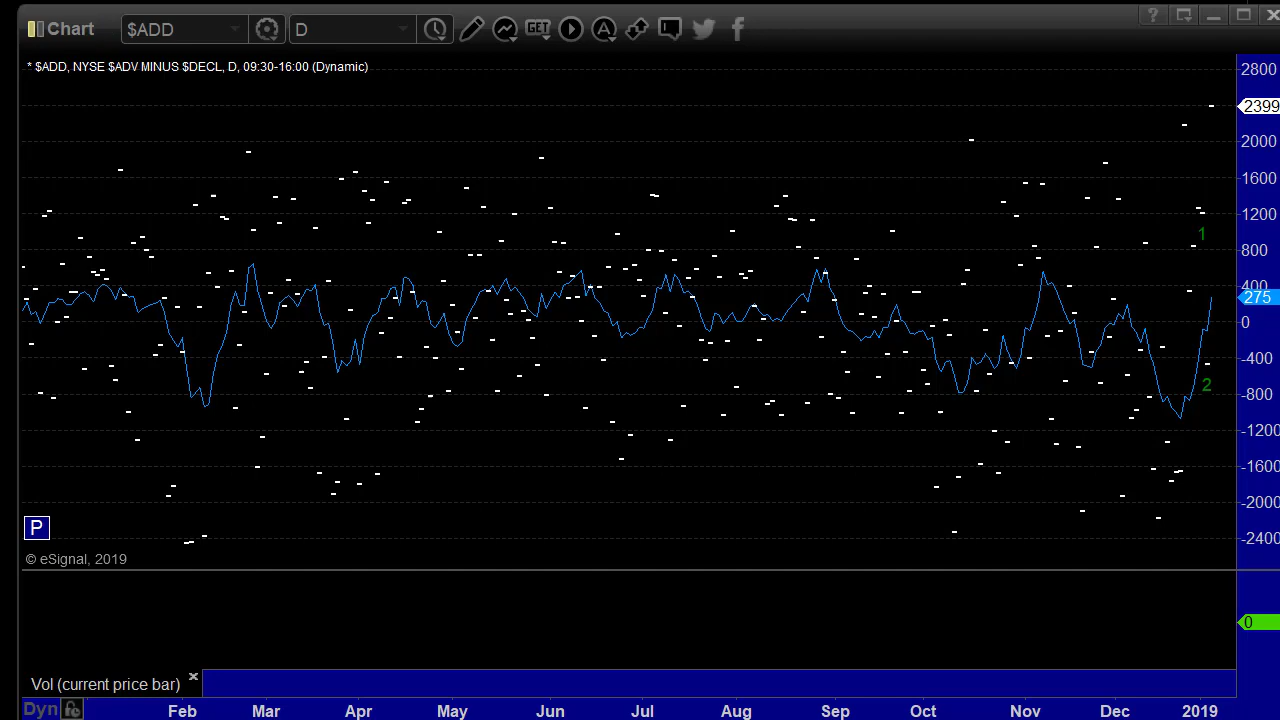 Chart
$ADD
D
GET
A
?
* $ADD, NYSE $ADV MINUS $DECL, D, 09:30-16:00 (Dynamic)
2800
2399
2000
1600
1200
1
800
400
275
0
-400
2
-800
-1200
-1600
-2000
P
-2400
© eSignal, 2019
0
Vol (current price bar)
Dyn
Feb Mar Apr May Jun Jul Aug Sep Oct Nov Dec 2019